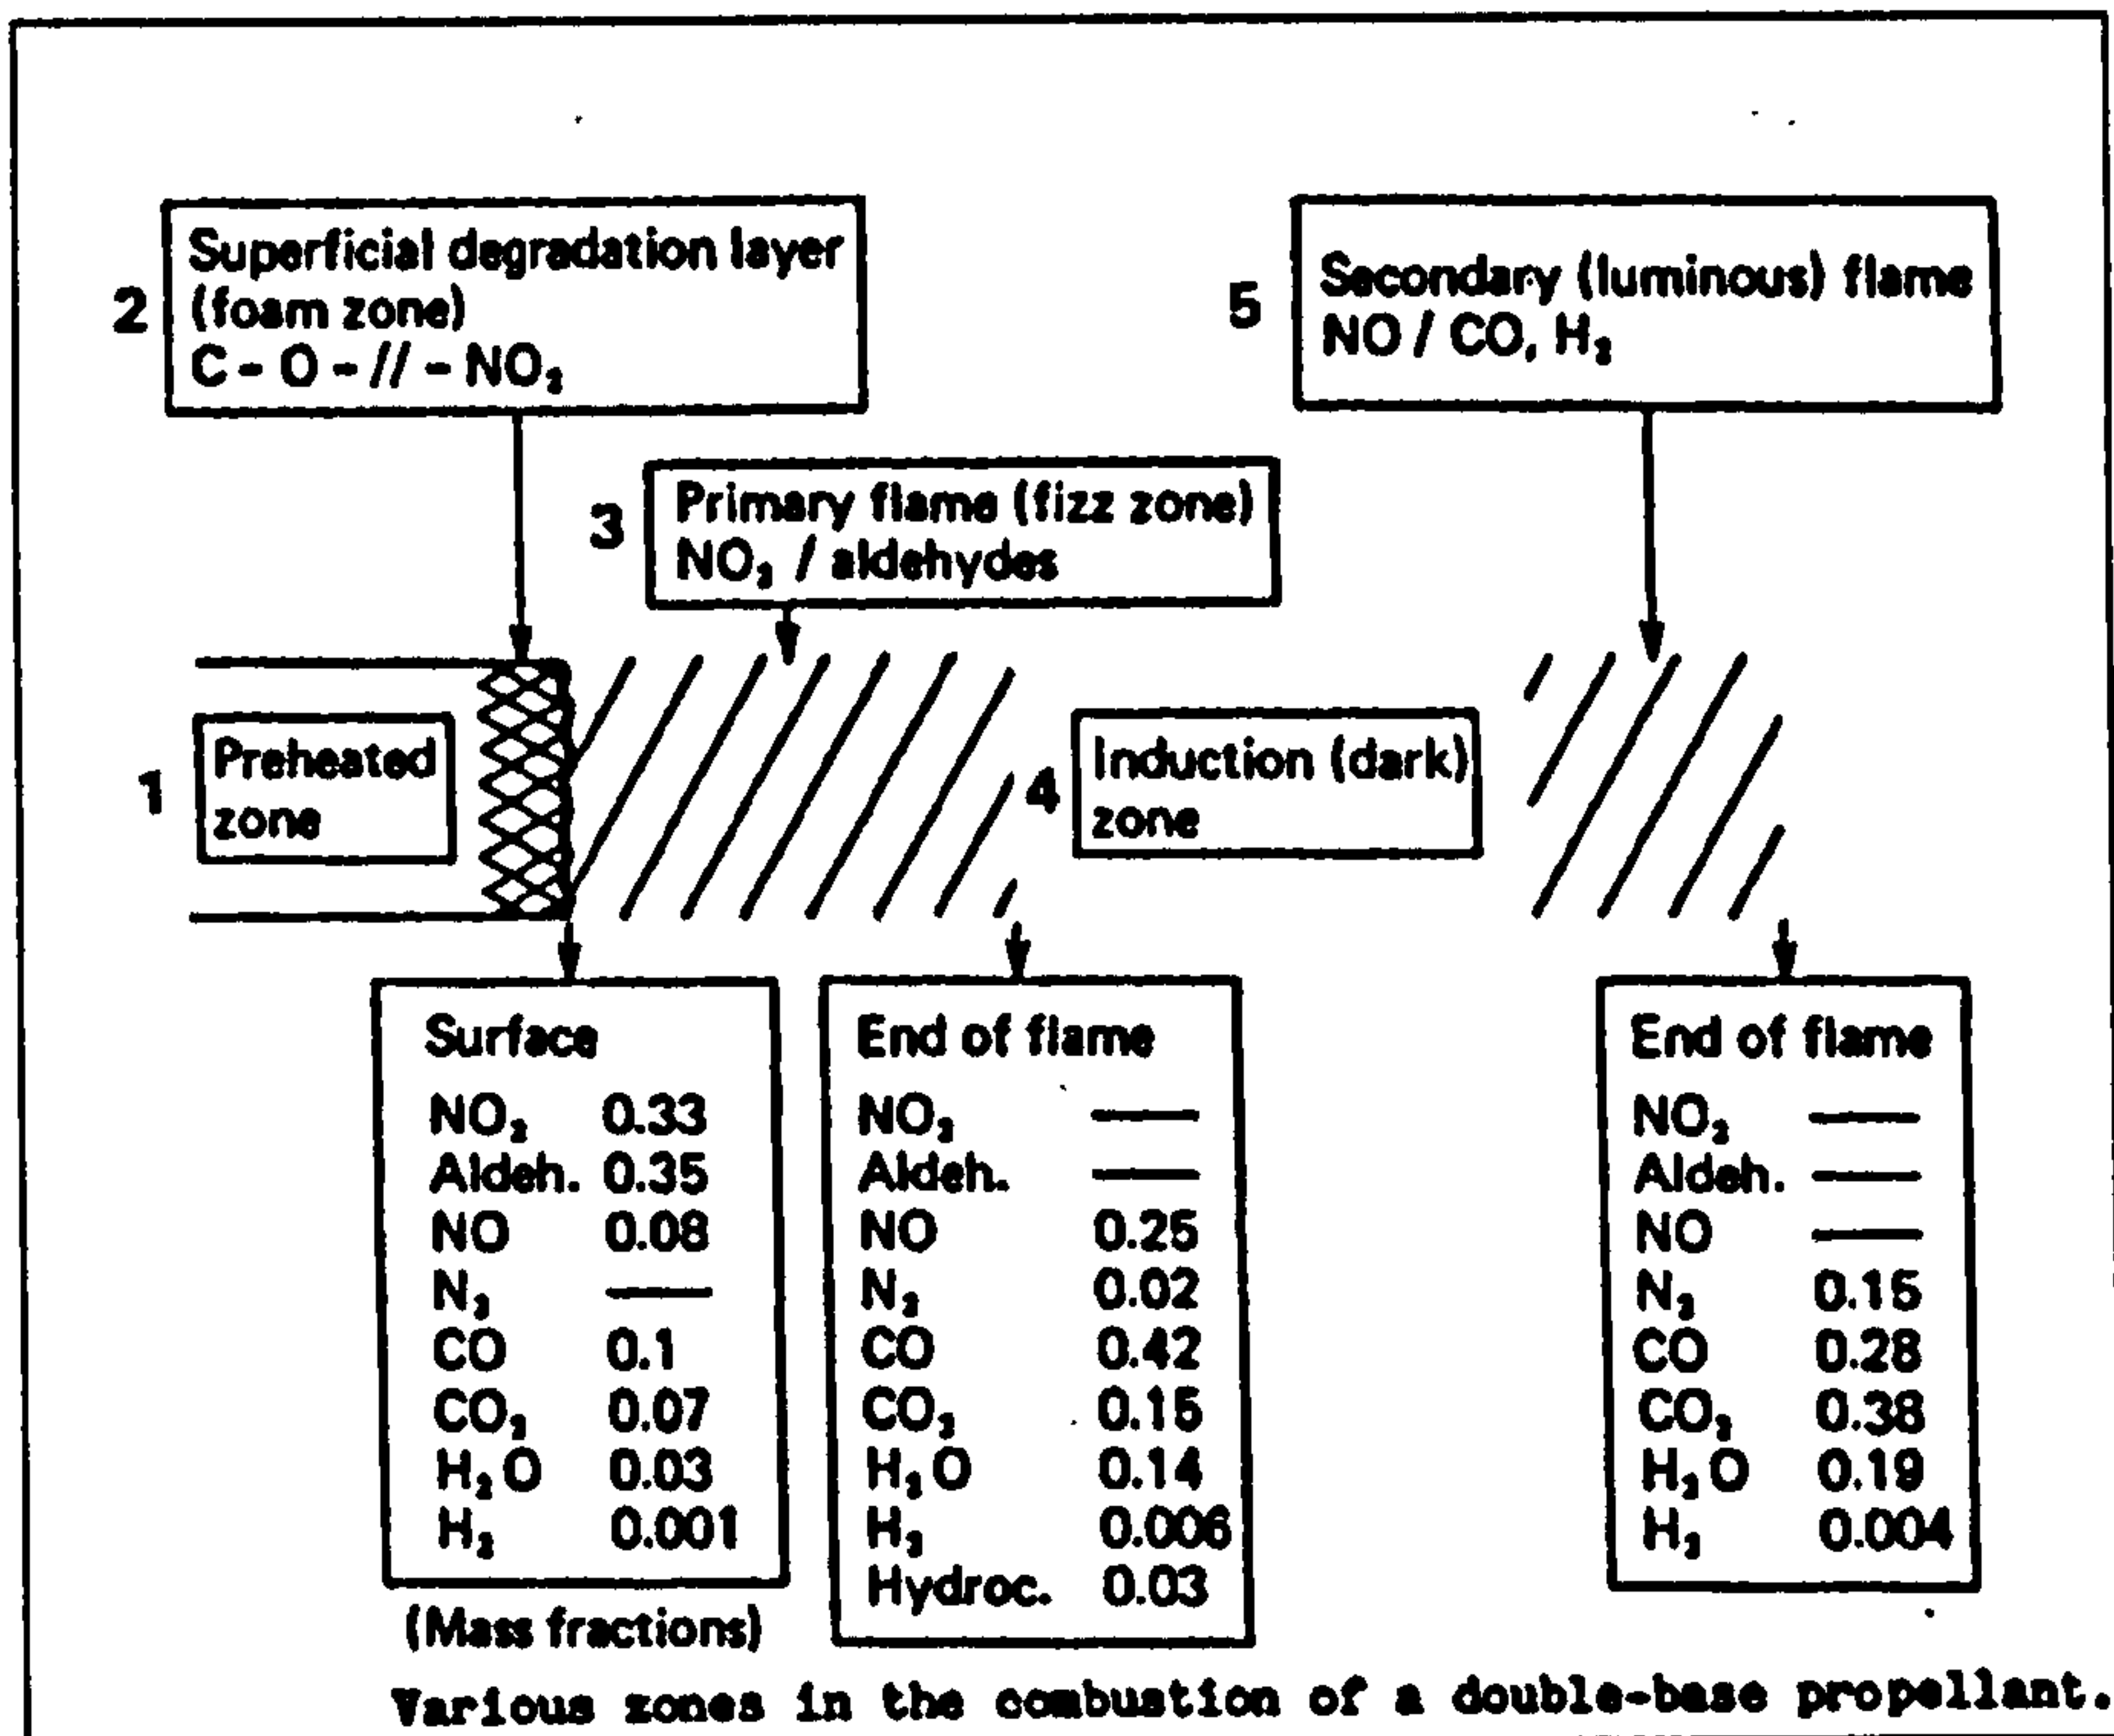 2
Superficial degradation layer
(foam zone)
C - O - // - NO₂
5
Secondary (luminous) flame
NO / CO, H₂
3
Primary flame (fizz zone)
NO₂ / aldehydes
1
Preheated
zone
4
Induction (dark)
zone
Surface
NO₂ 0.33
Aldeh. 0.35
NO 0.08
N₂ —
CO 0.1
CO₂ 0.07
H₂O 0.03
H₂ 0.001
(Mass fractions)
End of flame
NO₂ —
Aldeh. —
NO 0.25
N₂ 0.02
CO 0.42
CO₂ 0.15
H₂O 0.14
H₂ 0.006
Hydroc. 0.03
End of flame
NO₂ —
Aldeh. —
NO —
N₂ 0.15
CO 0.28
CO₂ 0.38
H₂O 0.19
H₂ 0.004
Various zones in the combustion of a double-base propellant.